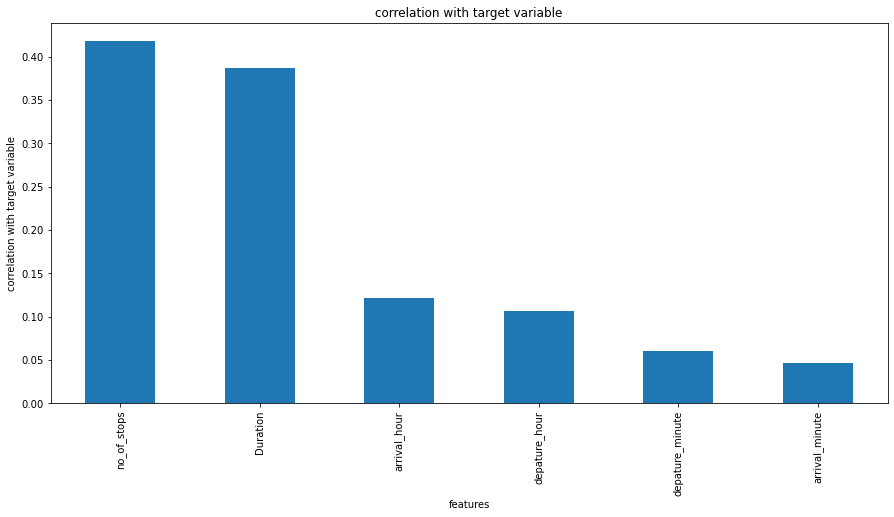 correlation with target variable
correlation with target variable
0.40
0.35
0.30
0.25
0.20
0.15
0.10
0.05
0.00
no_of_stops
Duration
arrival_hour
depature_hour
depature_minute
arrival_minute
features